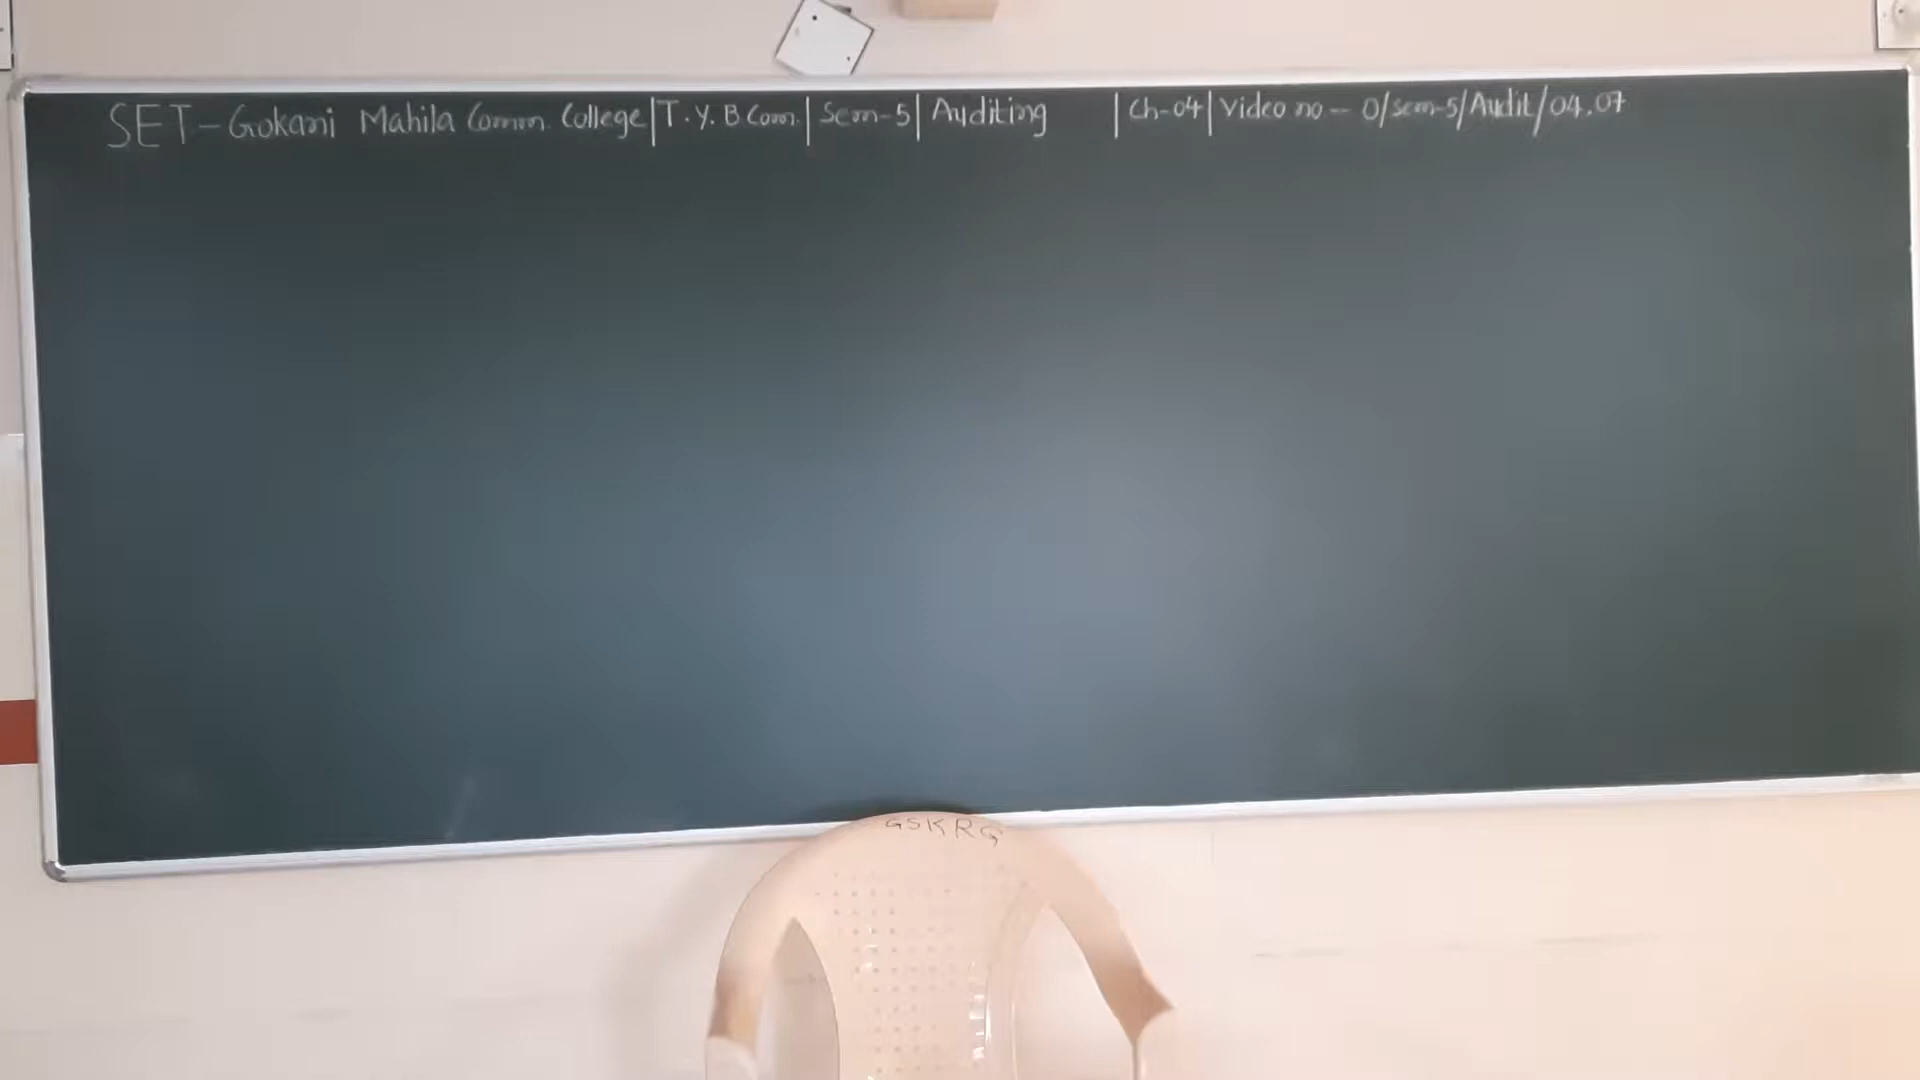 SET-Gokani Mahila Comm. College|T.Y.B Com.|Sem-5|Auditing |Ch-04|Video no - 0/sem-5/Audit/04.07
GSKRG